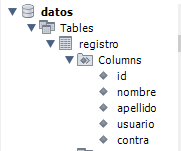 datos
Tables
registro
Columns
id
nombre
apellido
usuario
contra